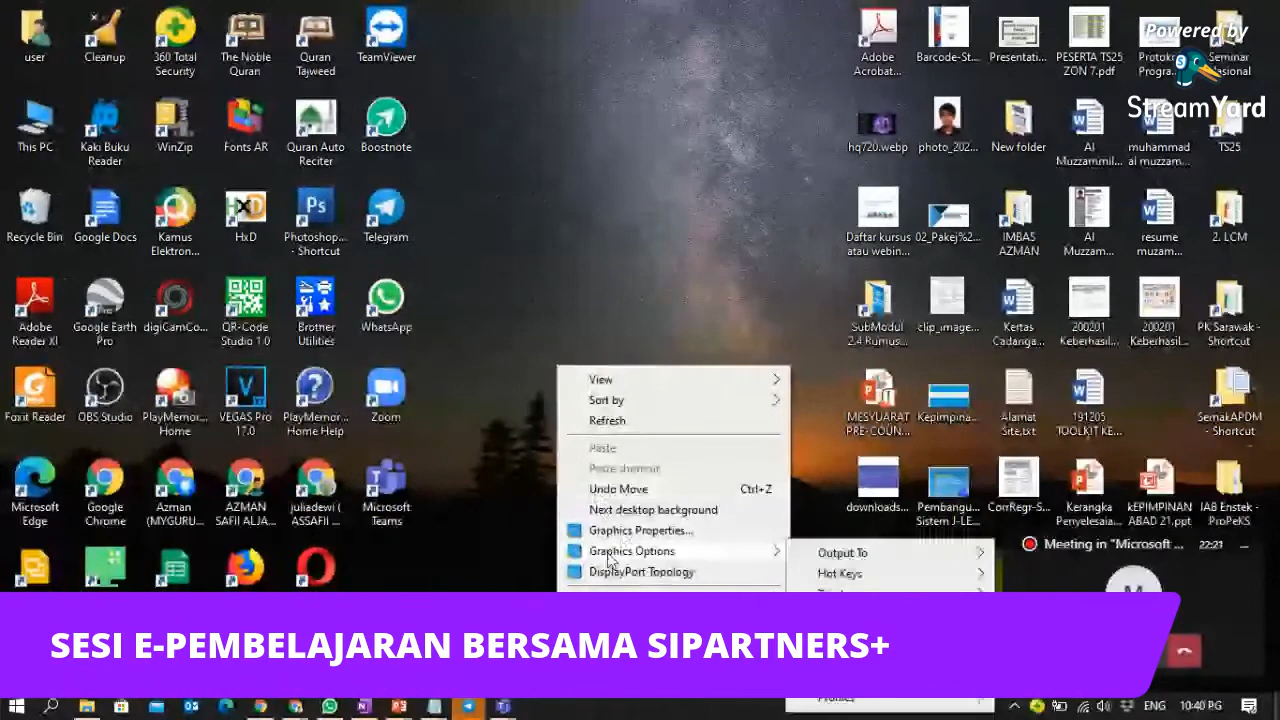 user
Cleanup
360 Total
Security
The Noble
Quran
Quran
Tajweed
TeamViewer
Adobe
Acrobat...
Barcode-St...
Presentati...
PESERTA TS25
ZON 7.pdf
Powered by
StreamYard
This PC
Kaki Buku
Reader
WinZip
Fonts AR
Quran Auto
Reciter
Boostnote
hq720.webp
photo_202...
New folder
Al
Muzzammil...
muhammad
al muzzam...
TS25
Recycle Bin
Google Docs
Kamus
Elektron...
HxD
Photoshop...
- Shortcut
Telegram
Daftar kursus
atau webin...
02_Pakej%2...
IMBAS
AZMAN
Al
Muzzam...
resume
muzam...
2. LCM
Adobe
Reader XI
Google Earth
Pro
digiCamCo...
QR-Code
Studio 1.0
Brother
Utilities
WhatsApp
SubModul
2.4 Rumus...
clip_image...
Kertas
Cadanga...
200201
Keberhasil...
200201
Keberhasil...
PK Sarawak -
Shortcut
Foxit Reader
OBS Studio
PlayMemor...
Home
VEGAS Pro
17.0
PlayMemor...
Home Help
Zoom
MESYUARAT
PRE-COUN...
Kepimpina...
Alamat
Site.txt
191205
TOOLKIT KE...
SemakAPDM
- Shortcut
Microsoft
Edge
Google
Chrome
Azman
(MYGURU...
AZMAN
SAFII ALJA...
juliadewi (
ASSAFII ...
Microsoft
Teams
downloads...
Pembangu...
Sistem J-LE...
CorrRegr-S...
Kerangka
Penyelesaia...
kEPIMPINAN
ABAD 21.ppt
JAB Enstek -
ProPeKS
View
Sort by
Refresh
Paste
Paste shortcut
Undo Move Ctrl+Z
Next desktop background
Graphics Properties...
Graphics Options
DisplayPort Topology
Output To
Hot Keys
Meeting in "Microsoft ... 22:21
SESI E-PEMBELAJARAN BERSAMA SIPARTNERS+
10:40 PG